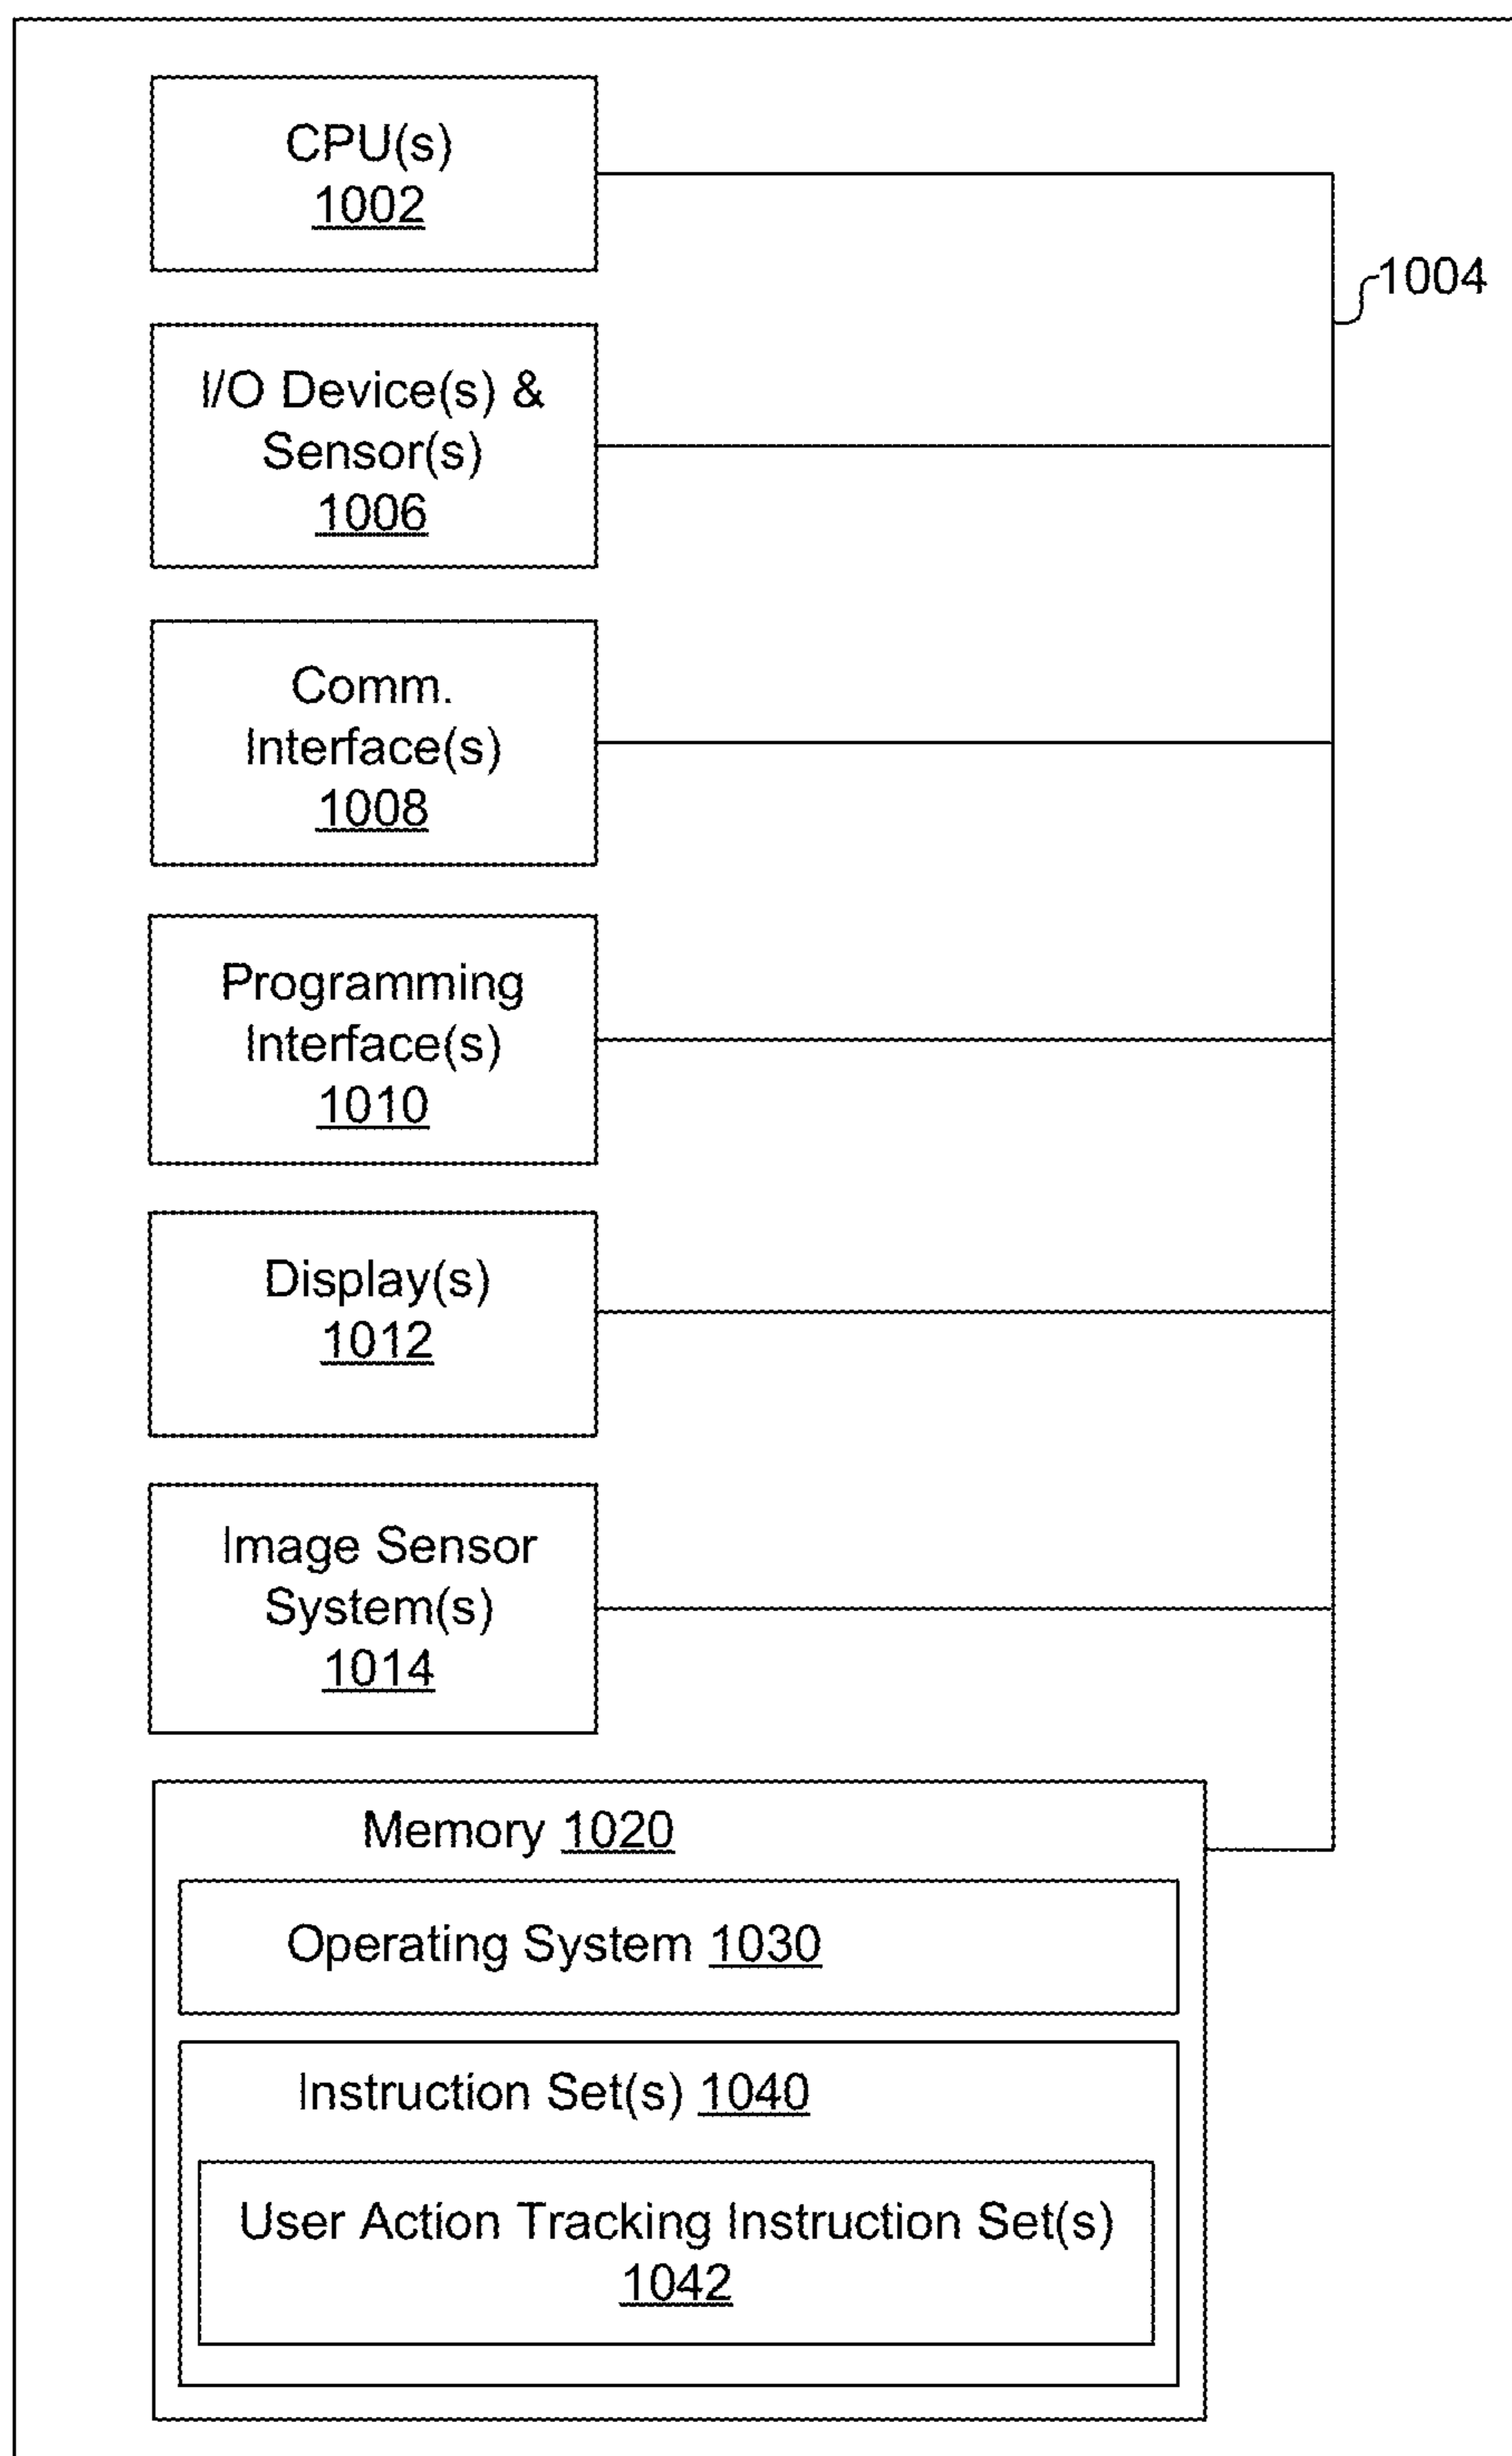 CPU(s)
1002
1004
I/O Device(s) &
Sensor(s)
1006
Comm.
Interface(s)
1008
Programming
Interface(s)
1010
Display(s)
1012
Image Sensor
System(s)
1014
Memory 1020
Operating System 1030
Instruction Set(s) 1040
User Action Tracking Instruction Set(s)
1042